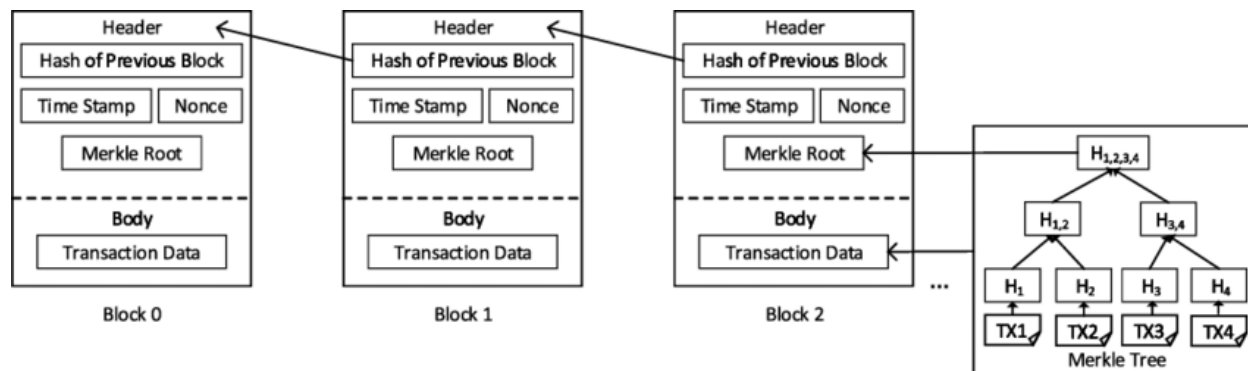 Header
Hash of Previous Block
Time Stamp
Nonce
Merkle Root
Body
Transaction Data
Block 0
Header
Hash of Previous Block
Time Stamp
Nonce
Merkle Root
Body
Transaction Data
Block 1
Header
Hash of Previous Block
Time Stamp
Nonce
Merkle Root
Body
Transaction Data
Block 2
...
H1,2,3,4
H1,2 H3,4
H1 H2 H3 H4
TX1 TX2 TX3 TX4
Merkle Tree